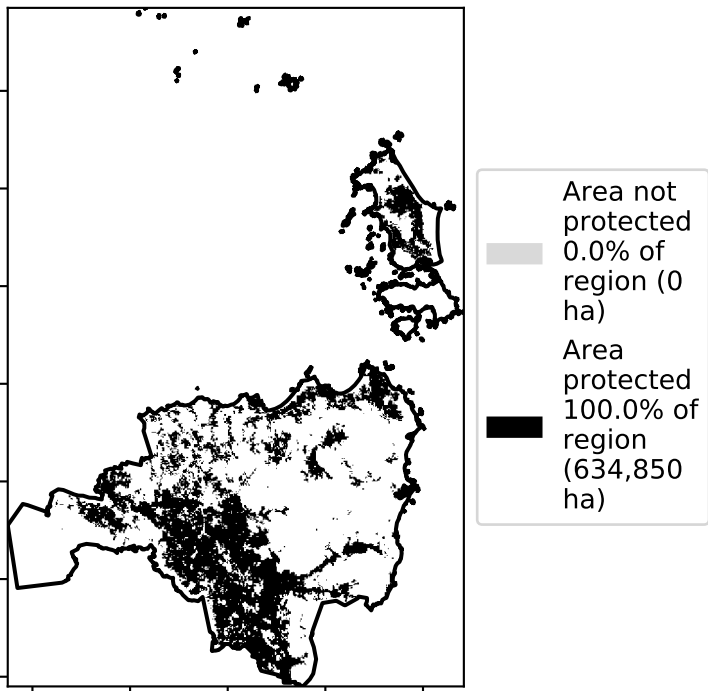 Area not
protected
0.0% of
region (0
ha)
Area
protected
100.0% of
region
(634,850
ha)